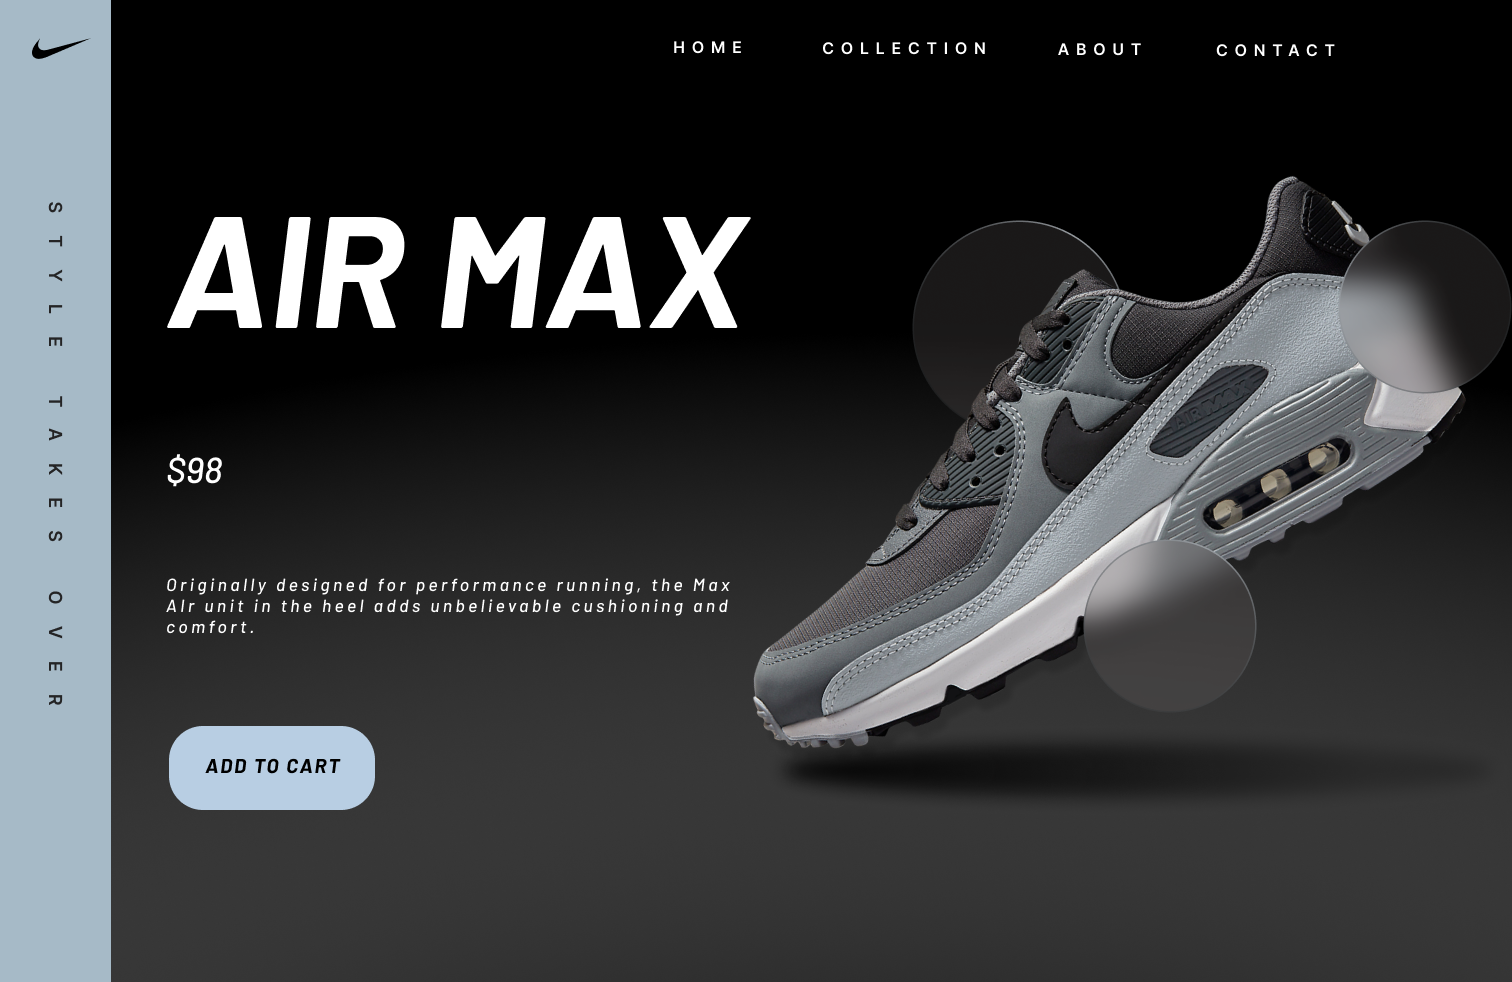 HOME COLLECTION ABOUT CONTACT
STYLE TAKES OVER
AIR MAX
$98
Originally designed for performance running, the Max
AIr unit in the heel adds unbelievable cushioning and
comfort.
ADD TO CART